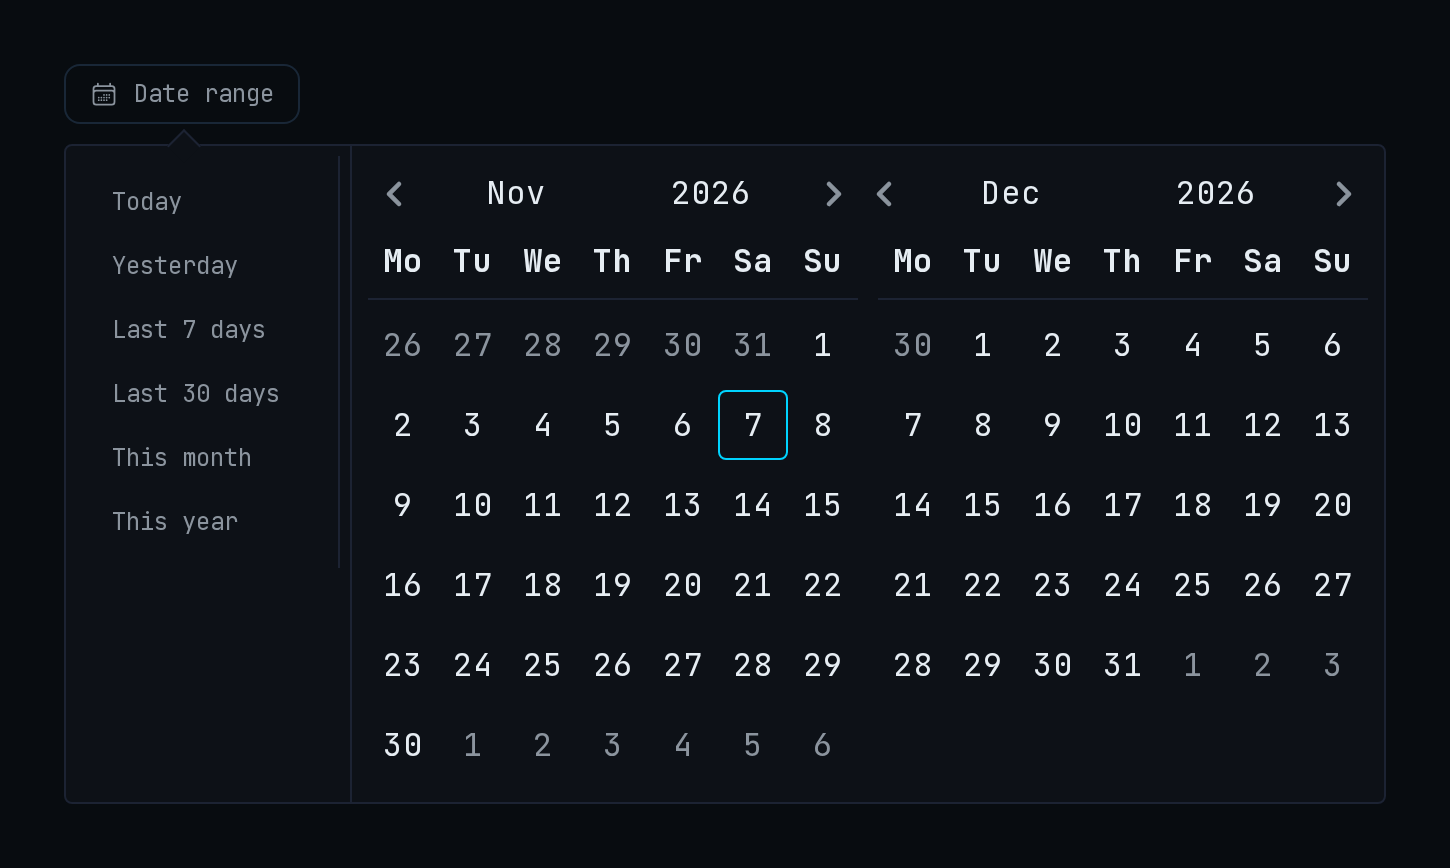 Date range
Today
Yesterday
Last 7 days
Last 30 days
This month
This year
Nov 2026
Mo Tu We Th Fr Sa Su
26 27 28 29 30 31 1
2 3 4 5 6 7 8
9 10 11 12 13 14 15
16 17 18 19 20 21 22
23 24 25 26 27 28 29
30 1 2 3 4 5 6
Dec 2026
Mo Tu We Th Fr Sa Su
30 1 2 3 4 5 6
7 8 9 10 11 12 13
14 15 16 17 18 19 20
21 22 23 24 25 26 27
28 29 30 31 1 2 3